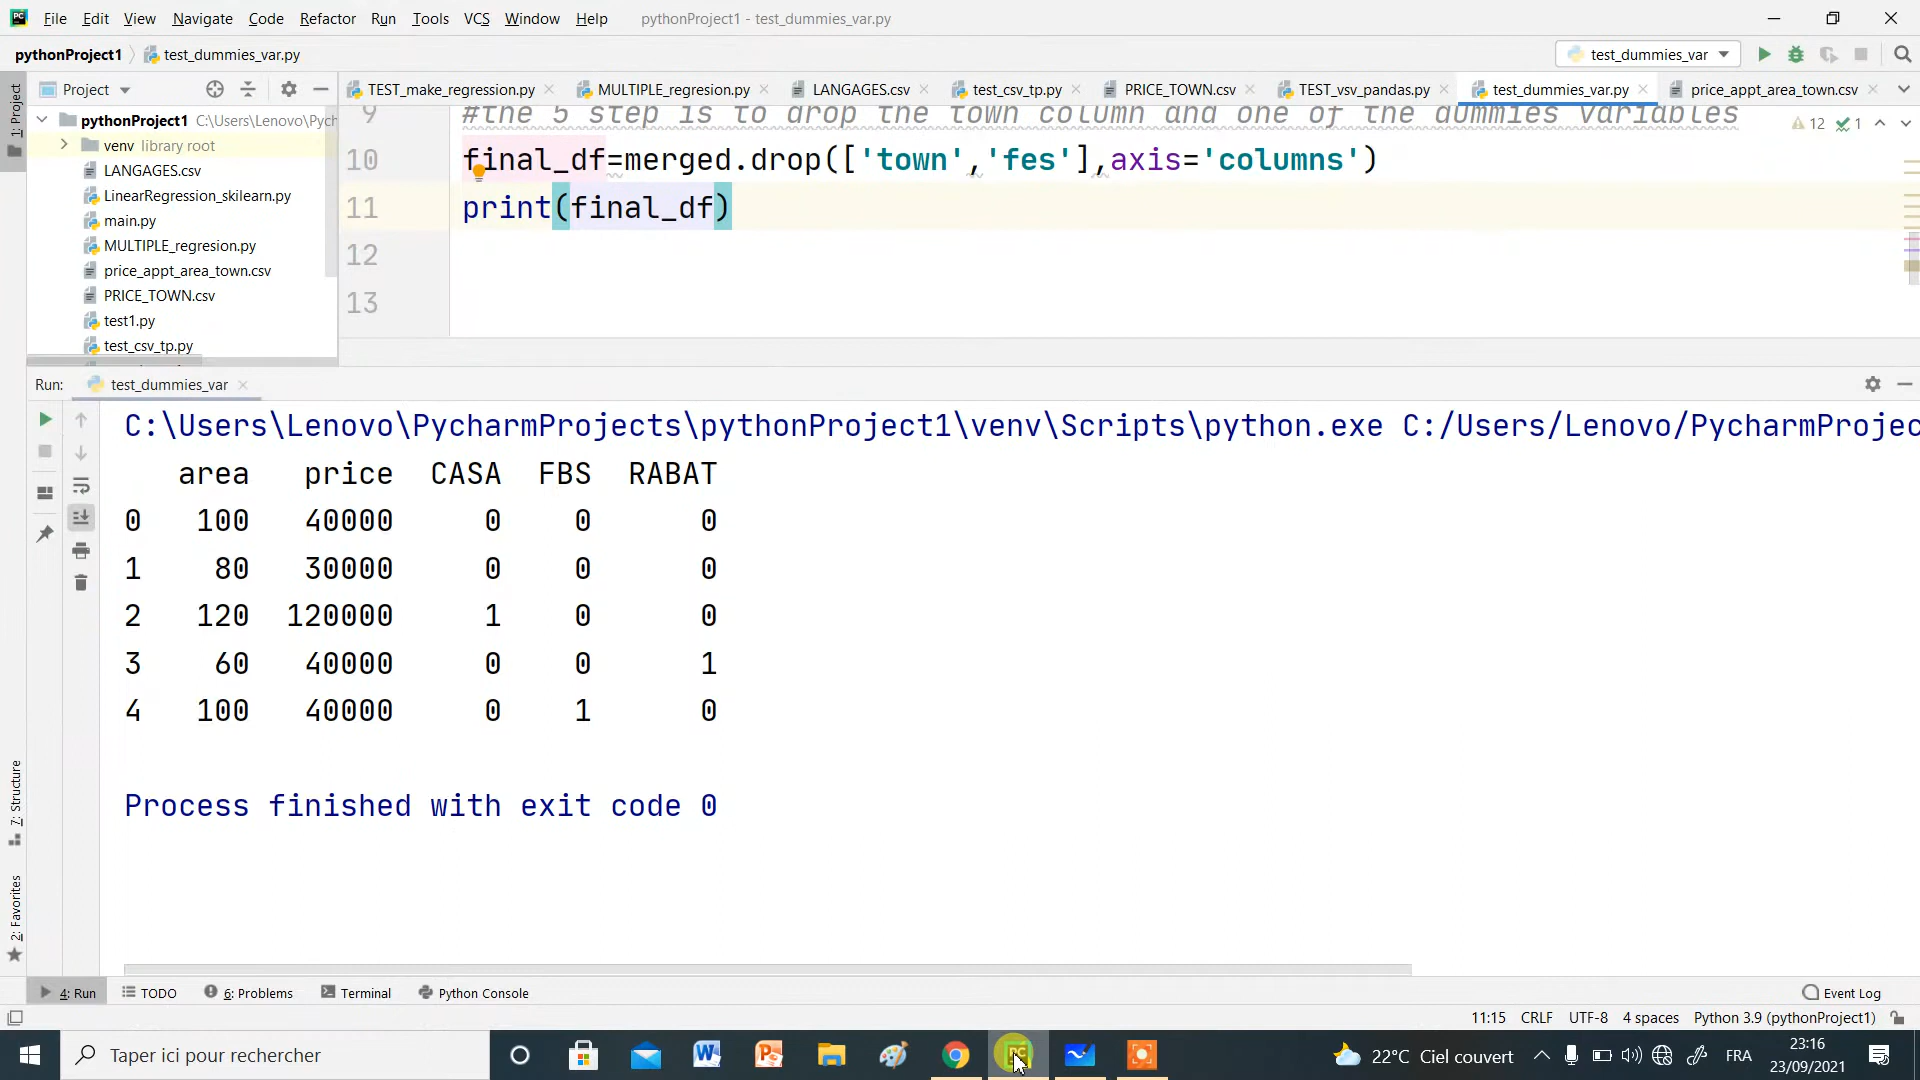 File Edit View Navigate Code Refactor Run Tools VCS Window Help pythonProject1 - test_dummies_var.py
pythonProject1 test_dummies_var.py test_dummies_var
Project TEST_make_regression.py MULTIPLE_regresion.py LANGAGES.csv test_csv_tp.py PRICE_TOWN.csv TEST_vsv_pandas.py test_dummies_var.py price_appt_area_town.csv
1: Project
pythonProject1 C:\Users\Lenovo\Pych
venv library root
LANGAGES.csv
LinearRegression_skilearn.py
main.py
MULTIPLE_regresion.py
price_appt_area_town.csv
PRICE_TOWN.csv
test1.py
test_csv_tp.py
9 #the 5 step is to drop the town column and one of the dummies variables
12 1
10 final_df=merged.drop(['town','fes'],axis='columns')
11 print(final_df)
12
13
Run: test_dummies_var
C:\Users\Lenovo\PycharmProjects\pythonProject1\venv\Scripts\python.exe C:/Users/Lenovo/PycharmProjec
area price CASA FBS RABAT
0 100 40000 0 0 0
1 80 30000 0 0 0
2 120 120000 1 0 0
3 60 40000 0 0 1
4 100 40000 0 1 0
Process finished with exit code 0
7: Structure
2: Favorites
4: Run TODO 6: Problems Terminal Python Console Event Log
11:15 CRLF UTF-8 4 spaces Python 3.9 (pythonProject1)
Taper ici pour rechercher 22°C Ciel couvert FRA 23:16
23/09/2021